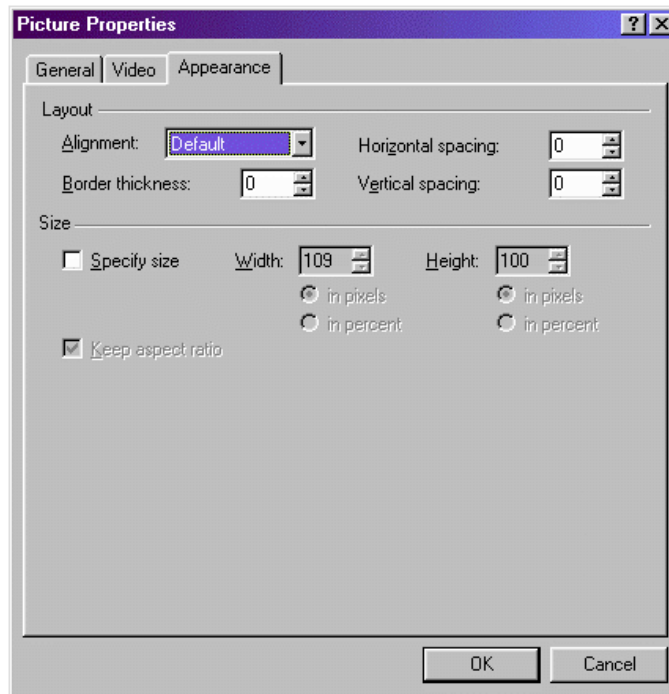 Picture Properties
General Video Appearance
Layout
Alignment: Default Horizontal spacing: 0
Border thickness: 0 Vertical spacing: 0
Size
Specify size Width: 109 Height: 100
in pixels in pixels
in percent in percent
Keep aspect ratio
OK Cancel